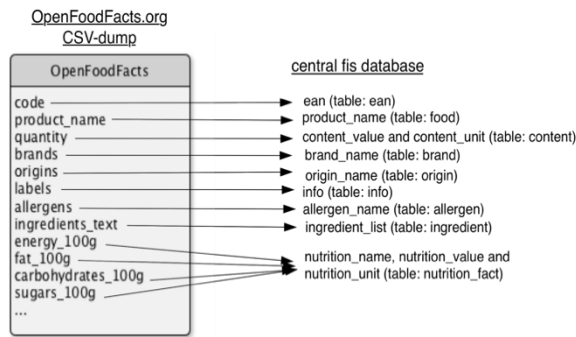 OpenFoodFacts.org
CSV-dump
OpenFoodFacts
code
product_name
quantity
brands
origins
labels
allergens
ingredients_text
energy_100g
fat_100g
carbohydrates_100g
sugars_100g
...
central fis database
ean (table: ean)
product_name (table: food)
content_value and content_unit (table: content)
brand_name (table: brand)
origin_name (table: origin)
info (table: info)
allergen_name (table: allergen)
ingredient_list (table: ingredient)
nutrition_name, nutrition_value and
nutrition_unit (table: nutrition_fact)